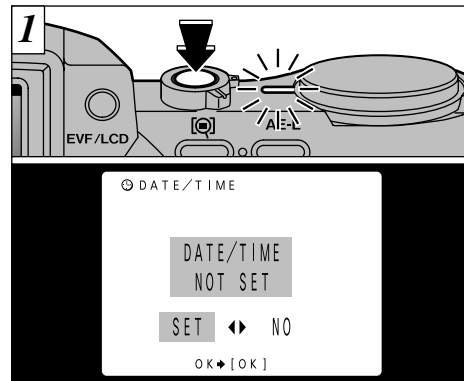 1
EVF/LCD
AE-L
DATE/TIME
DATE/TIME
NOT SET
SET NO
OK [OK]